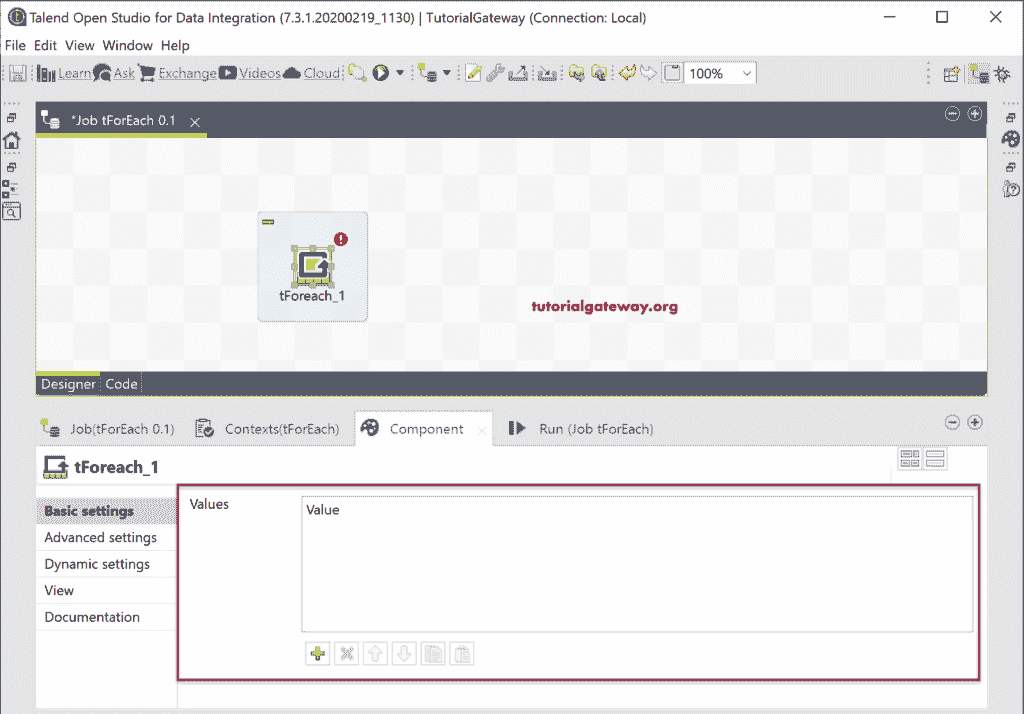 Talend Open Studio for Data Integration (7.3.1.20200219_1130) | TutorialGateway (Connection: Local)
File Edit View Window Help
Learn Ask Exchange Videos Cloud 100%
*Job tForEach 0.1
tForeach_1
tutorialgateway.org
Designer Code
Job(tForEach 0.1) Contexts(tForEach) Component Run (Job tForEach)
tForeach_1
Basic settings
Advanced settings
Dynamic settings
View
Documentation
Values
Value